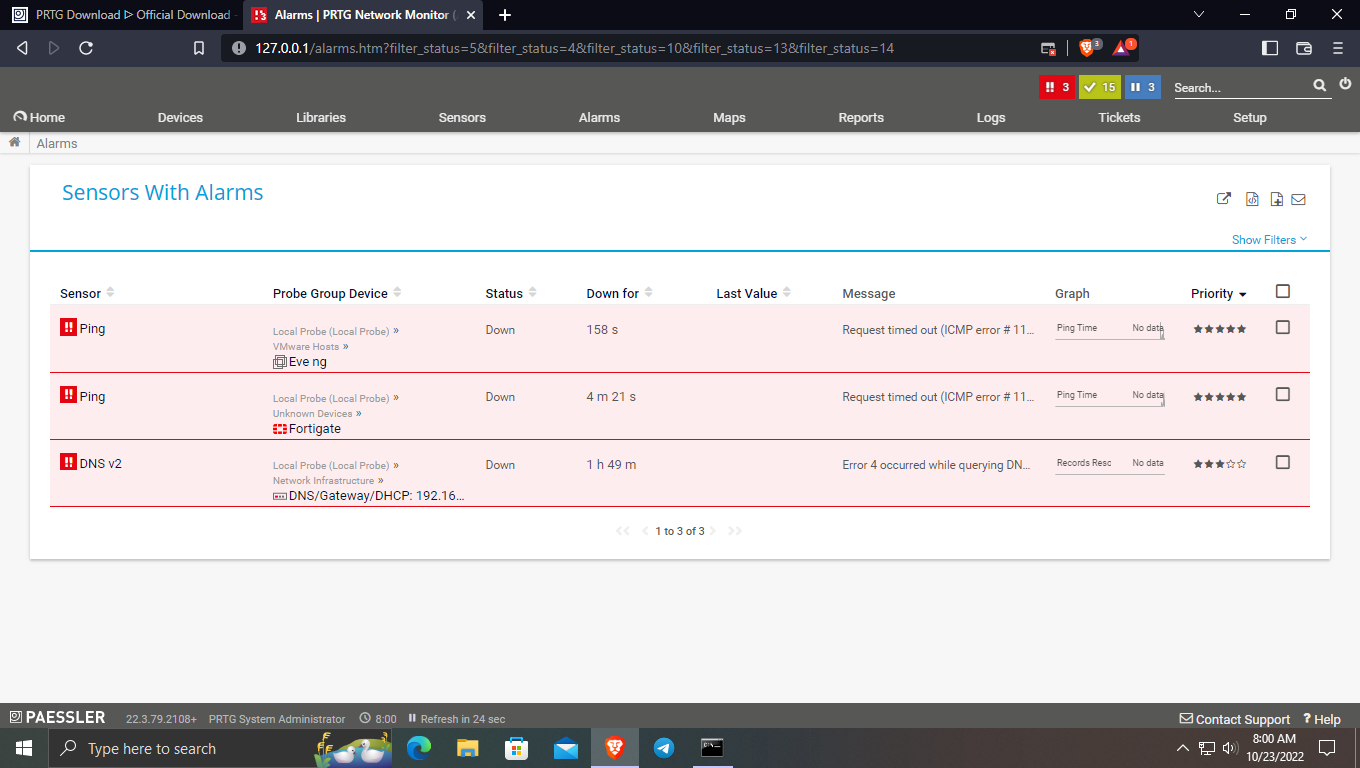 PRTG Download ᐅ Official Download -
Alarms | PRTG Network Monitor (
127.0.0.1/alarms.htm?filter_status=5&filter_status=4&filter_status=10&filter_status=13&filter_status=14
3
1
3
15
3
Search...
Home
Devices
Libraries
Sensors
Alarms
Maps
Reports
Logs
Tickets
Setup
Alarms
Sensors With Alarms
Show Filters
Sensor
Probe Group Device
Status
Down for
Last Value
Message
Graph
Priority
Ping
Local Probe (Local Probe) »
VMware Hosts »
Eve ng
Down
158 s
Request timed out (ICMP error # 11...
Ping Time
No data
★★★★★
Ping
Local Probe (Local Probe) »
Unknown Devices »
Fortigate
Down
4 m 21 s
Request timed out (ICMP error # 11...
Ping Time
No data
★★★★★
DNS v2
Local Probe (Local Probe) »
Network Infrastructure »
DNS/Gateway/DHCP: 192.16...
Down
1 h 49 m
Error 4 occurred while querying DN...
Records Resc
No data
★★★☆☆
<< < 1 to 3 of 3 > >>
PAESSLER
22.3.79.2108+
PRTG System Administrator
8:00
Refresh in 24 sec
Contact Support
? Help
Type here to search
8:00 AM
10/23/2022